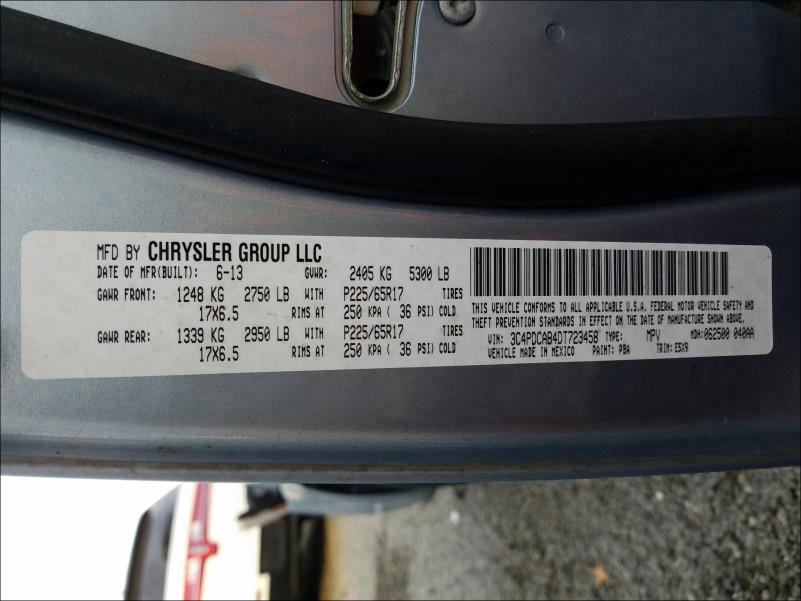 MFD BY CHRYSLER GROUP LLC
DATE OF MFR(BUILT): 6-13 GVWR: 2405 KG 5300 LB
GAWR FRONT: 1248 KG 2750 LB WITH P225/65R17 TIRES
17X6.5 RIMS AT 250 KPA ( 36 PSI) COLD
GAWR REAR: 1339 KG 2950 LB WITH P225/65R17 TIRES
17X6.5 RIMS AT 250 KPA ( 36 PSI) COLD
THIS VEHICLE CONFORMS TO ALL APPLICABLE U.S.A. FEDERAL MOTOR VEHICLE SAFETY AND
THEFT PREVENTION STANDARDS IN EFFECT ON THE DATE OF MANUFACTURE SHOWN ABOVE.
VIN: 3C4PDCAB4DT723458 TYPE: MPV MDH:062500 040AA
VEHICLE MADE IN MEXICO PAINT: PBA TRIM: E5X9